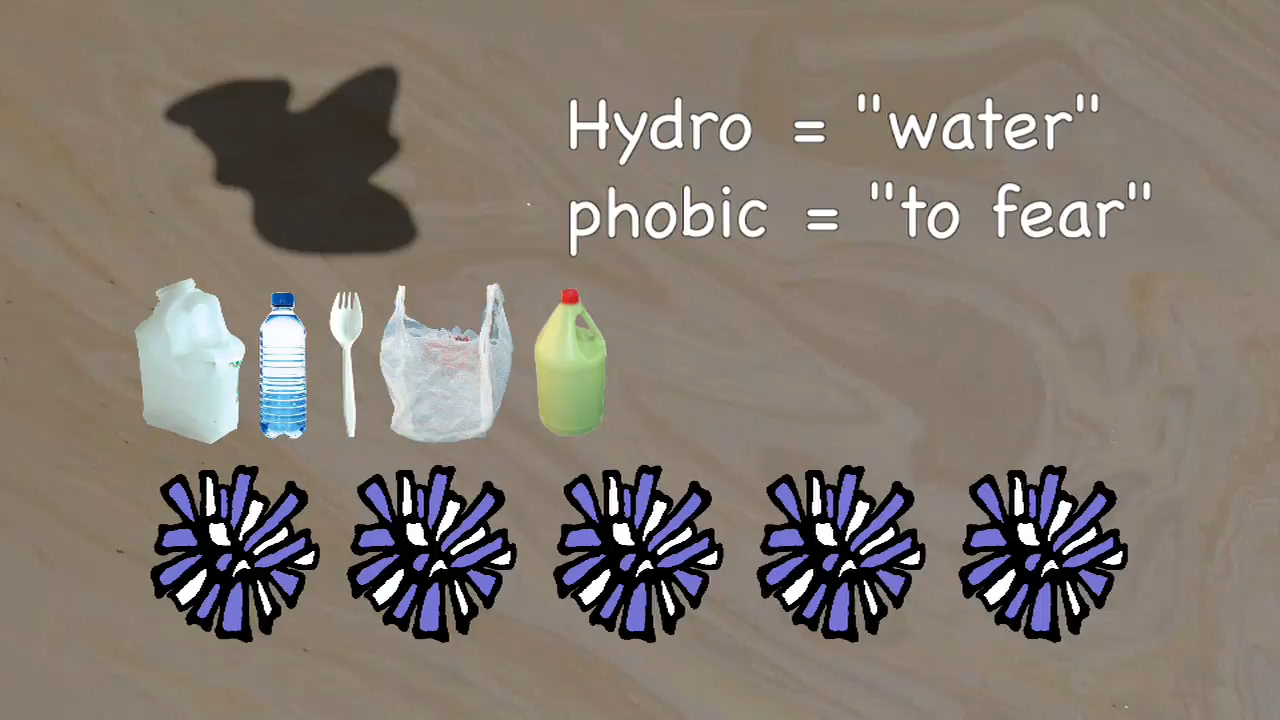 Hydro = "water"
phobic = "to fear"